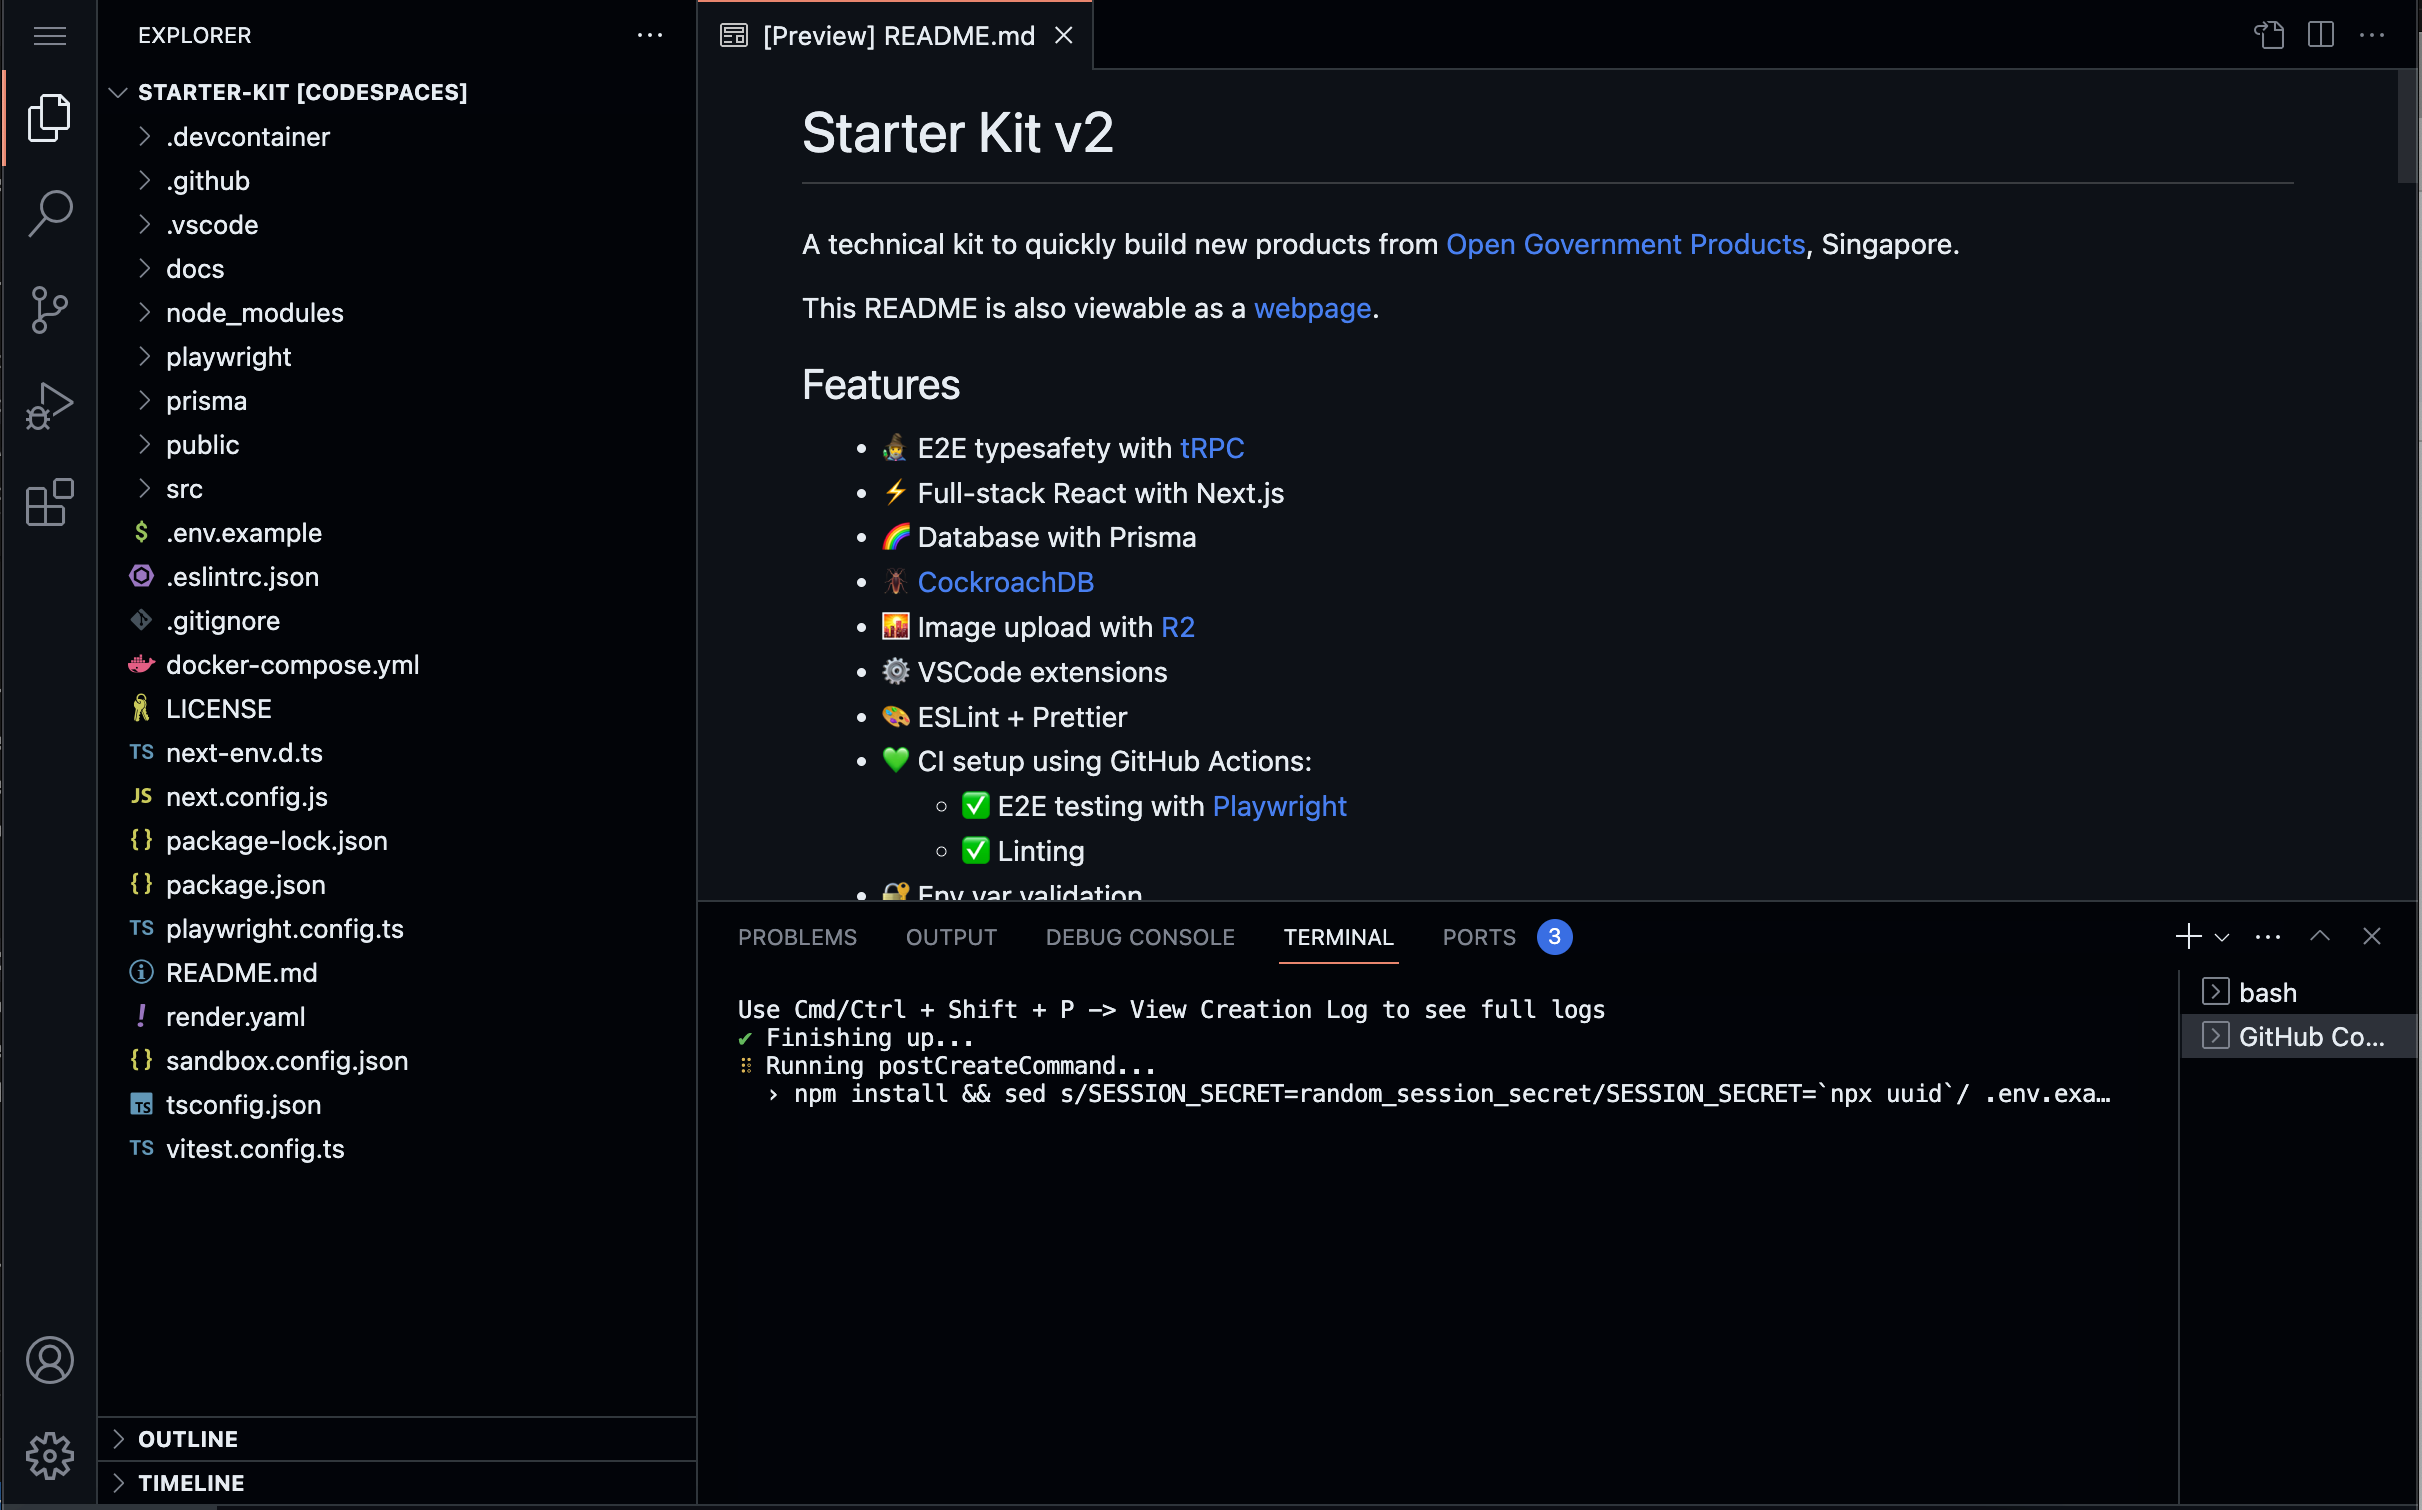 EXPLORER
STARTER-KIT [CODESPACES]
.devcontainer
.github
.vscode
docs
node_modules
playwright
prisma
public
src
$ .env.example
.eslintrc.json
.gitignore
docker-compose.yml
LICENSE
TS next-env.d.ts
JS next.config.js
{} package-lock.json
{} package.json
TS playwright.config.ts
README.md
! render.yaml
{} sandbox.config.json
TS tsconfig.json
TS vitest.config.ts
OUTLINE
TIMELINE
[Preview] README.md
Starter Kit v2
A technical kit to quickly build new products from Open Government Products, Singapore.
This README is also viewable as a webpage.
Features
• 🧙‍♂️ E2E typesafety with tRPC
• ⚡ Full-stack React with Next.js
• 🌈 Database with Prisma
• 🪳 CockroachDB
• 🌇 Image upload with R2
• ⚙️ VSCode extensions
• 🎨 ESLint + Prettier
• 💚 CI setup using GitHub Actions:
◦ ✅ E2E testing with Playwright
◦ ✅ Linting
• 🔐 Env var validation
PROBLEMS OUTPUT DEBUG CONSOLE TERMINAL PORTS 3
Use Cmd/Ctrl + Shift + P -> View Creation Log to see full logs
✔ Finishing up...
⠿ Running postCreateCommand...
› npm install && sed s/SESSION_SECRET=random_session_secret/SESSION_SECRET=`npx uuid`/ .env.exa…
bash
GitHub Co...